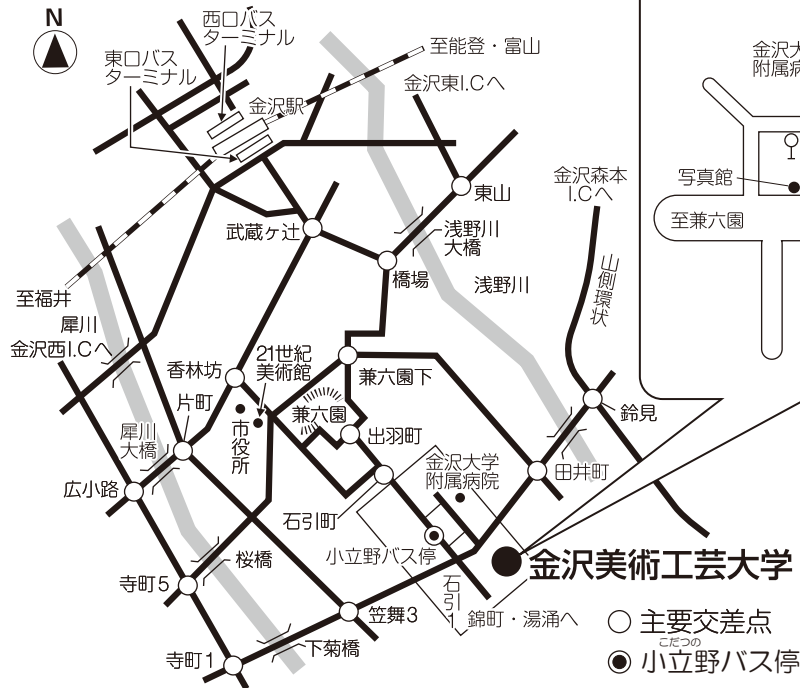 N
西口バス
ターミナル
東口バス
ターミナル
至能登・富山
金沢東I.Cへ
金沢駅
金沢大
附属病
写真館
至兼六園
東山
金沢森本
I.Cへ
武蔵ヶ辻
浅野川
大橋
橋場
浅野川
山側環状
至福井
犀川
金沢西I.Cへ
香林坊
21世紀
美術館
兼六園下
片町
兼六園
市役所
出羽町
鈴見
犀川
大橋
金沢大学
附属病院
田井町
広小路
石引町
小立野バス停
金沢美術工芸大学
桜橋
寺町5
石引1
笠舞3
錦町・湯涌へ
主要交差点
下菊橋
寺町1
こだつの
小立野バス停